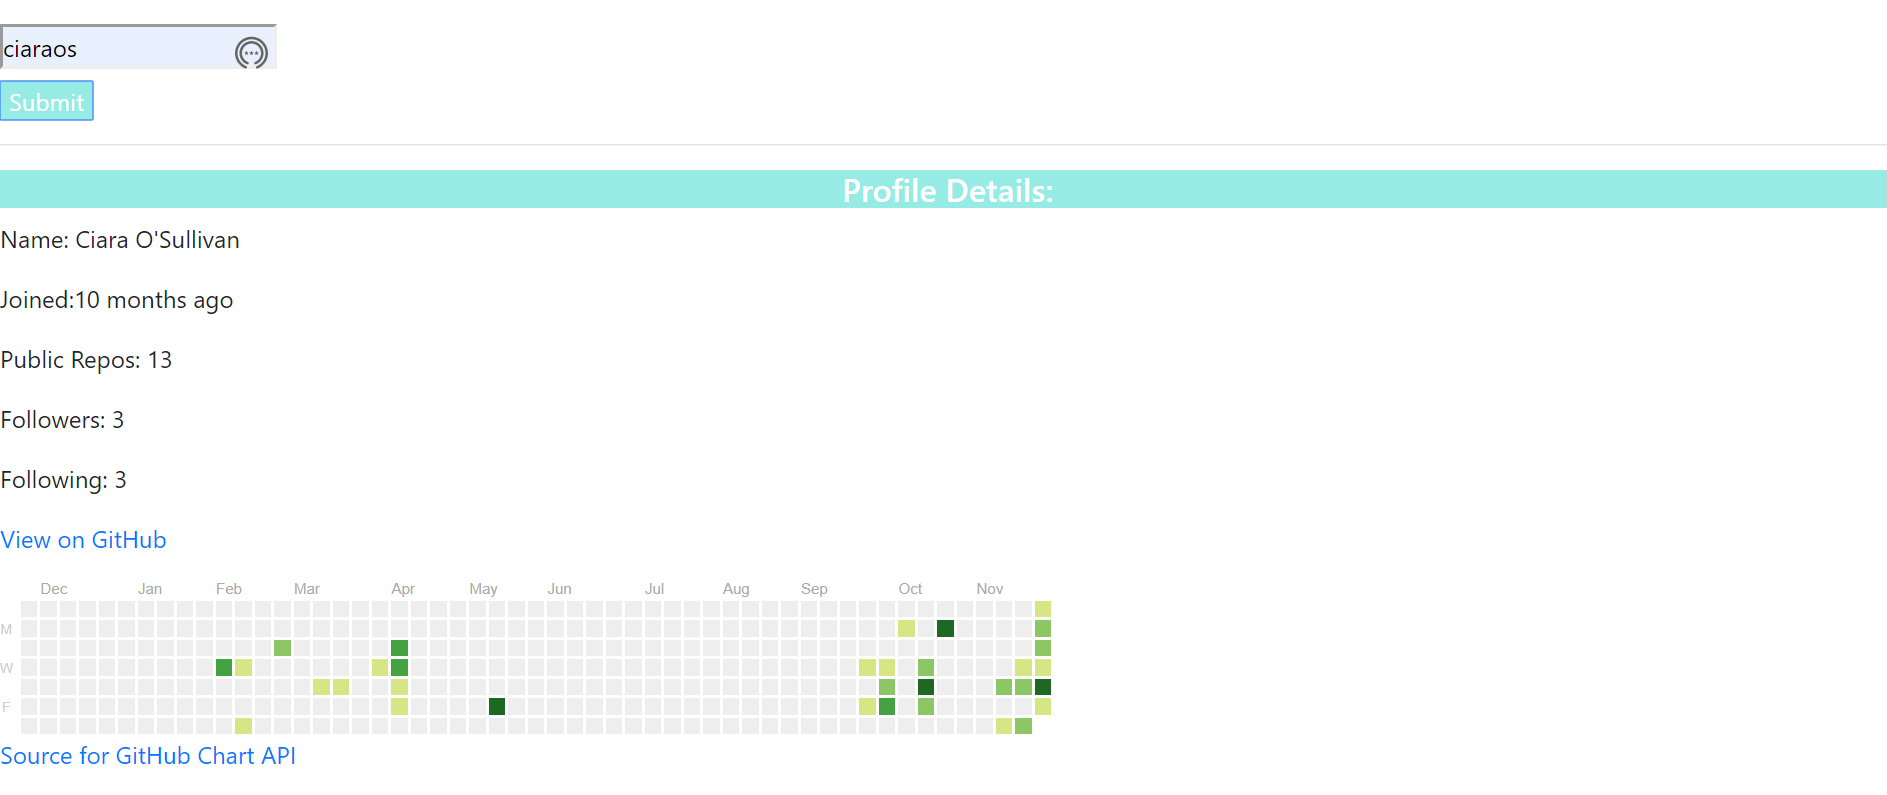 ciaraos
Submit
Profile Details:
Name: Ciara O'Sullivan
Joined:10 months ago
Public Repos: 13
Followers: 3
Following: 3
View on GitHub
Dec Jan Feb Mar Apr May Jun Jul Aug Sep Oct Nov
M
W
F
Source for GitHub Chart API